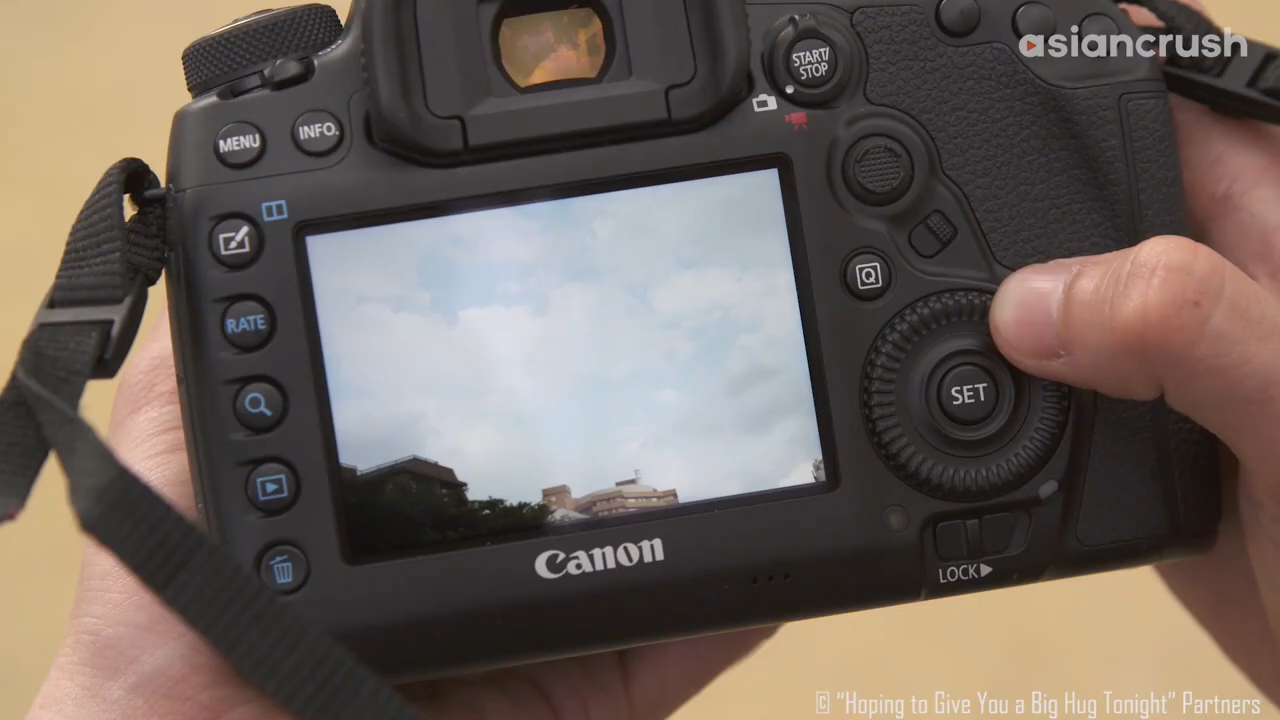 asiancrush
START/
STOP
MENU
INFO.
RATE
Q
SET
Canon
LOCK
© "Hoping to Give You a Big Hug Tonight" Partners